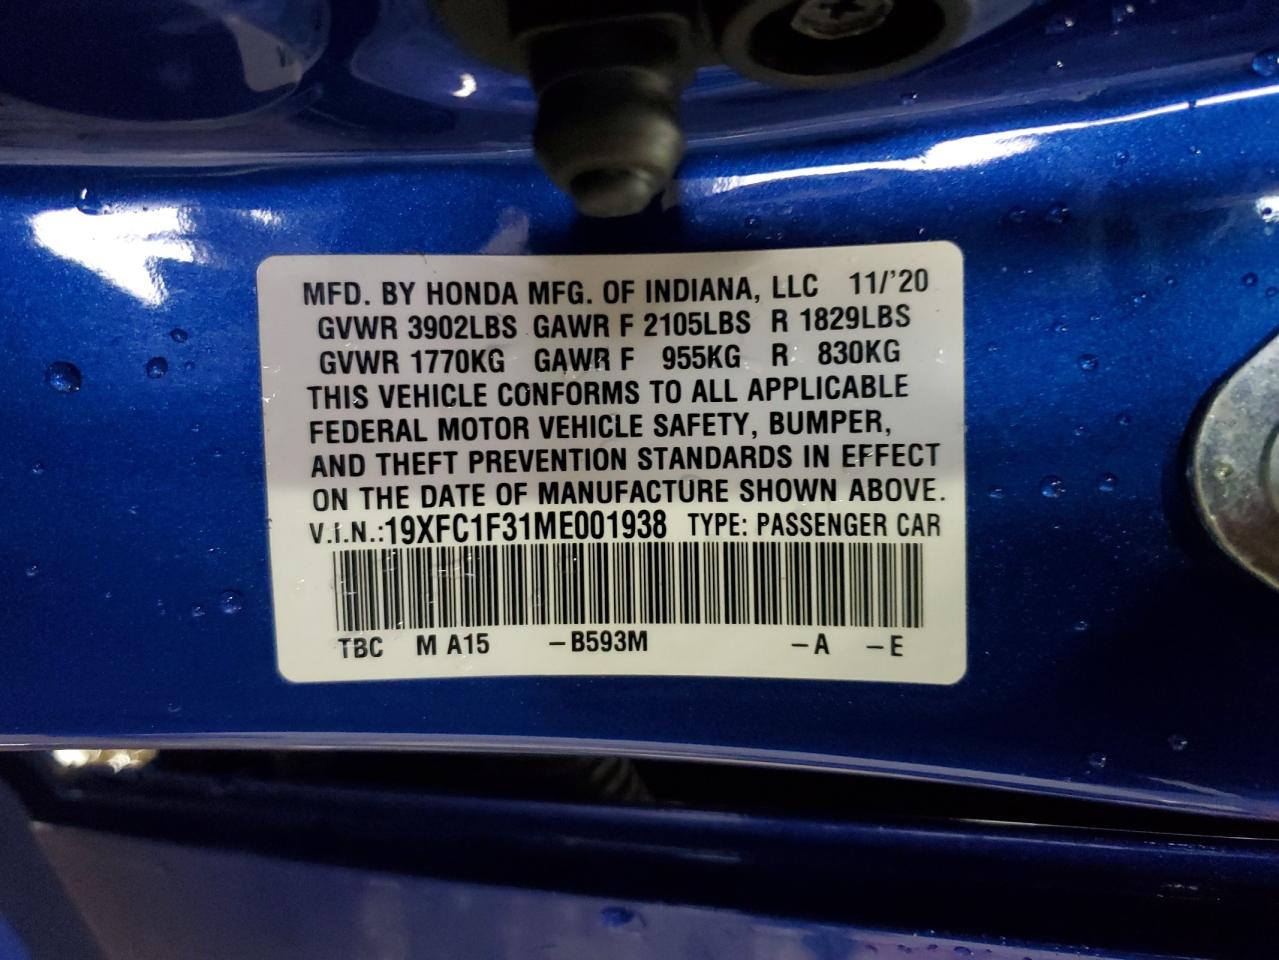 MFD. BY HONDA MFG. OF INDIANA, LLC 11/'20
GVWR 3902LBS GAWR F 2105LBS R 1829LBS
GVWR 1770KG GAWR F 955KG R 830KG
THIS VEHICLE CONFORMS TO ALL APPLICABLE
FEDERAL MOTOR VEHICLE SAFETY, BUMPER,
AND THEFT PREVENTION STANDARDS IN EFFECT
ON THE DATE OF MANUFACTURE SHOWN ABOVE.
V.I.N.:19XFC1F31ME001938 TYPE: PASSENGER CAR
TBC M A15 –B593M –A –E